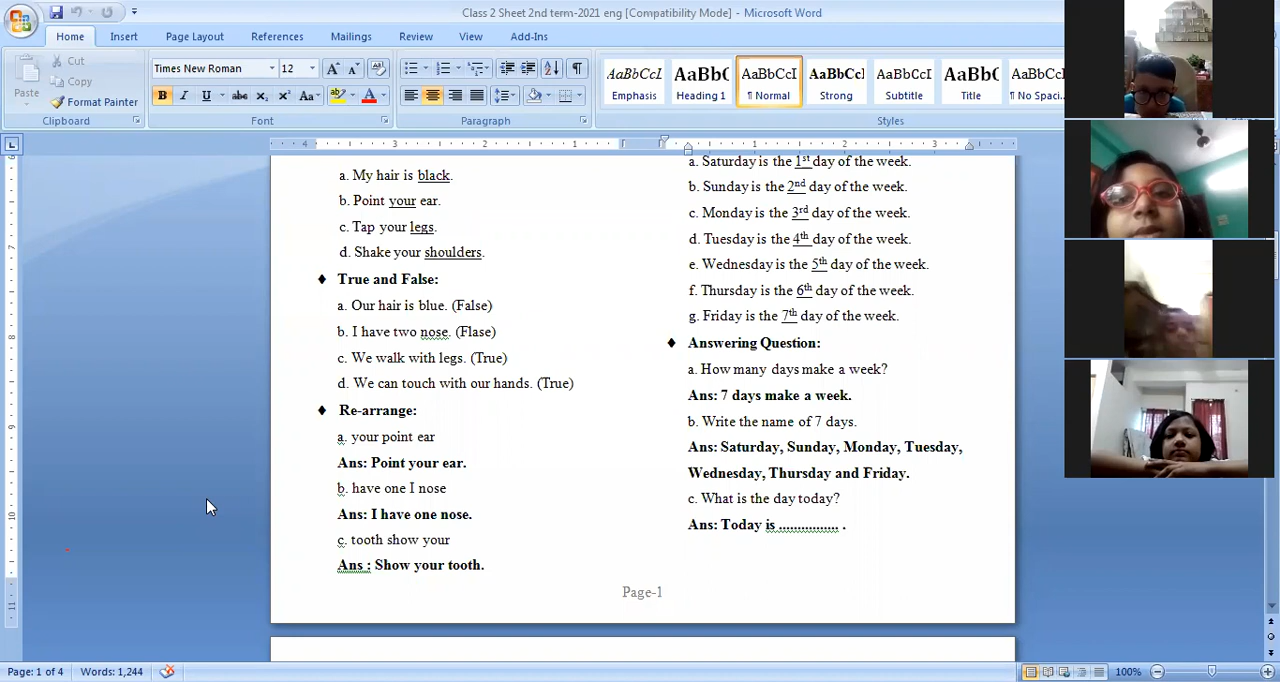 Class 2 Sheet 2nd term-2021 eng [Compatibility Mode] - Microsoft Word
Home Insert Page Layout References Mailings Review View Add-Ins
Paste
Cut
Copy
Format Painter
Clipboard
Times New Roman 12
B I U abc X₂ X² Aa
Font
Paragraph
AaBbCcI AaBbC AaBbCcI AaBbCcI AaBbCcI AaBb( AaBbCcI
Emphasis Heading 1 ¶ Normal Strong Subtitle Title ¶ No Spaci...
Styles
a. My hair is black.
b. Point your ear.
c. Tap your legs.
d. Shake your shoulders.
♦ True and False:
a. Our hair is blue. (False)
b. I have two nose. (Flase)
c. We walk with legs. (True)
d. We can touch with our hands. (True)
♦ Re-arrange:
a. your point ear
Ans: Point your ear.
b. have one I nose
Ans: I have one nose.
c. tooth show your
Ans : Show your tooth.
a. Saturday is the 1st day of the week.
b. Sunday is the 2nd day of the week.
c. Monday is the 3rd day of the week.
d. Tuesday is the 4th day of the week.
e. Wednesday is the 5th day of the week.
f. Thursday is the 6th day of the week.
g. Friday is the 7th day of the week.
♦ Answering Question:
a. How many days make a week?
Ans: 7 days make a week.
b. Write the name of 7 days.
Ans: Saturday, Sunday, Monday, Tuesday,
Wednesday, Thursday and Friday.
c. What is the day today?
Ans: Today is ................ .
Page-1
Page: 1 of 4 Words: 1,244 100%